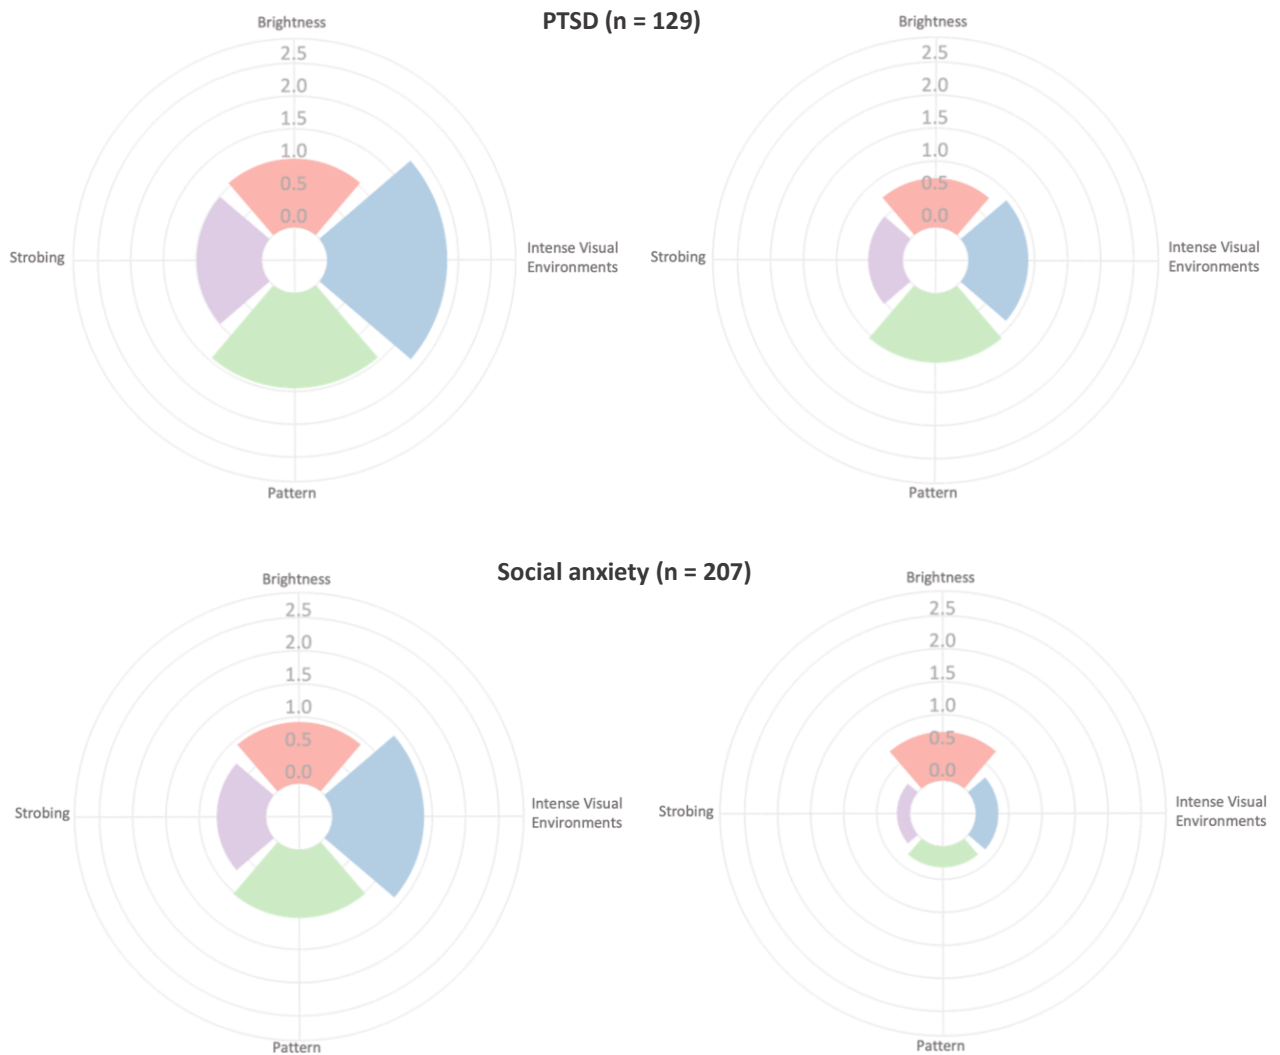 PTSD (n = 129)
Brightness
2.5
2.0
1.5
1.0
0.5
0.0
Strobing
Intense Visual
Environments
Pattern
Brightness
2.5
2.0
1.5
1.0
0.5
0.0
Strobing
Intense Visual
Environments
Pattern
Social anxiety (n = 207)
Brightness
2.5
2.0
1.5
1.0
0.5
0.0
Strobing
Intense Visual
Environments
Pattern
Brightness
2.5
2.0
1.5
1.0
0.5
0.0
Strobing
Intense Visual
Environments
Pattern